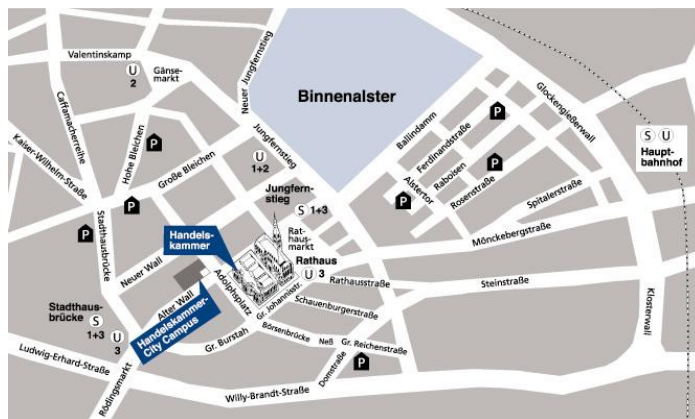 Valentinskamp
U
2
Gänse-
markt
Caffamacherreihe
Kaiser-Wilhelm-Straße
Hohe Bleichen
P
Große Bleichen
P
P
Stadthausbrücke
Neuer Jungfernstieg
Binnenalster
Jungfernstieg
U
1+2
Jungfern-
stieg
S 1+3
Rat-
haus-
markt
Rathaus
U 3
Handels-
kammer
Neuer Wall
Alter Wall
Adolphsplatz
Handelskammer-
City Campus
Gr. Johannisstr.
Stadthaus-
brücke
S
1+3
U
3
Ludwig-Erhard-Straße
Rödingsmarkt
Gr. Burstah
Börsenbrücke
Neß
Gr. Reichenstraße
Schauenburgerstraße
Rathausstraße
Domstraße
P
Willy-Brandt-Straße
Ballindamm
Ferdinandstraße
Alstertor
Raboisen
Rosenstraße
P
P
P
Glockengießerwall
Spitalerstraße
Mönckebergstraße
Steinstraße
Klosterwall
S U
Haupt-
bahnhof